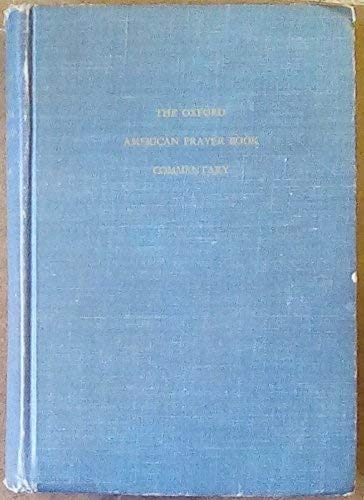 THE OXFORD
AMERICAN PRAYER BOOK
COMMENTARY